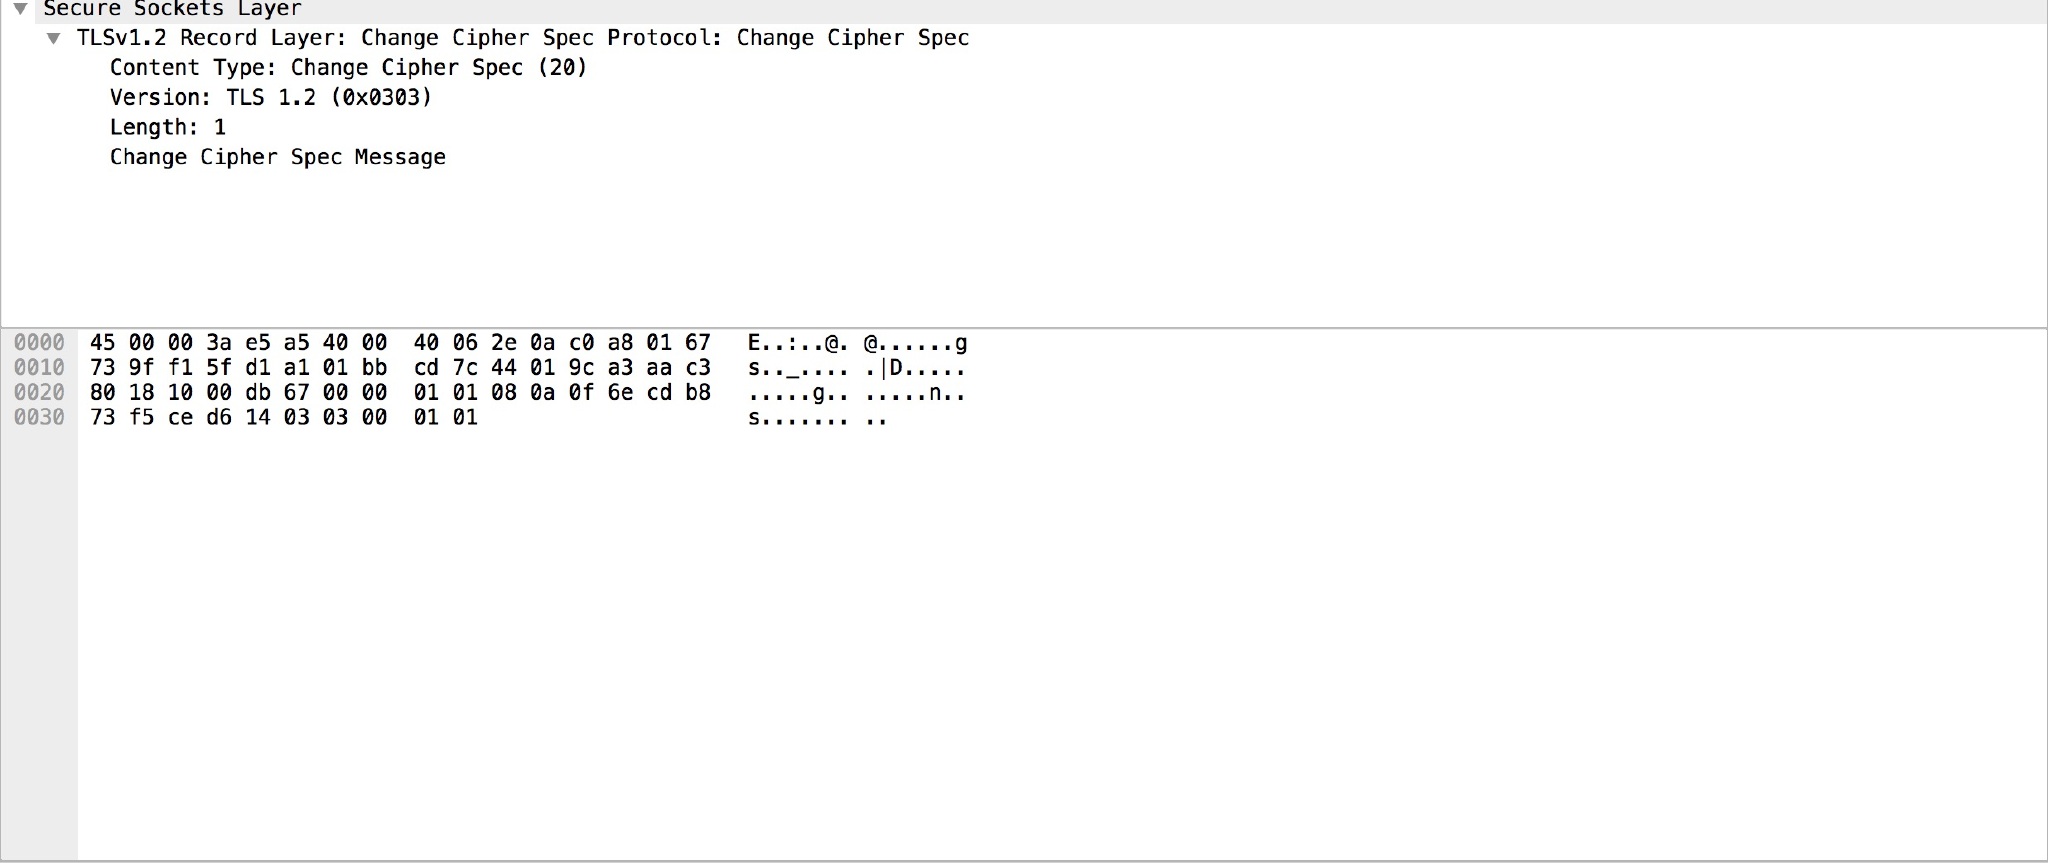 Secure Sockets Layer
TLSv1.2 Record Layer: Change Cipher Spec Protocol: Change Cipher Spec
Content Type: Change Cipher Spec (20)
Version: TLS 1.2 (0x0303)
Length: 1
Change Cipher Spec Message
0000 45 00 00 3a e5 a5 40 00 40 06 2e 0a c0 a8 01 67 E..:..@. @......g
0010 73 9f f1 5f d1 a1 01 bb cd 7c 44 01 9c a3 aa c3 s.._.... .|D.....
0020 80 18 10 00 db 67 00 00 01 01 08 0a 0f 6e cd b8 .....g.. .....n..
0030 73 f5 ce d6 14 03 03 00 01 01 s....... ..